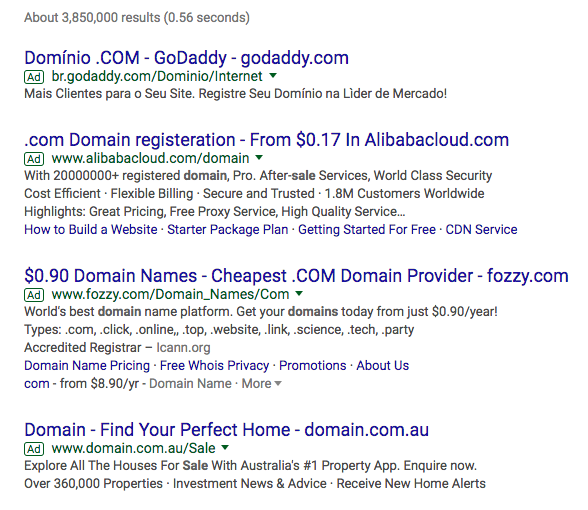 About 3,850,000 results (0.56 seconds)
Domínio .COM - GoDaddy - godaddy.com
Ad br.godaddy.com/Dominio/Internet
Mais Clientes para o Seu Site. Registre Seu Domínio na Lìder de Mercado!
.com Domain registeration - From $0.17 In Alibabacloud.com
Ad www.alibabacloud.com/domain
With 20000000+ registered domain, Pro. After-sale Services, World Class Security
Cost Efficient · Flexible Billing · Secure and Trusted · 1.8M Customers Worldwide
Highlights: Great Pricing, Free Proxy Service, High Quality Service…
How to Build a Website · Starter Package Plan · Getting Started For Free · CDN Service
$0.90 Domain Names - Cheapest .COM Domain Provider - fozzy.com
Ad www.fozzy.com/Domain_Names/Com
World's best domain name platform. Get your domains today from just $0.90/year!
Types: .com, .click, .online,, .top, .website, .link, .science, .tech, .party
Accredited Registrar – Icann.org
Domain Name Pricing · Free Whois Privacy · Promotions · About Us
com - from $8.90/yr - Domain Name · More
Domain - Find Your Perfect Home - domain.com.au
Ad www.domain.com.au/Sale
Explore All The Houses For Sale With Australia's #1 Property App. Enquire now.
Over 360,000 Properties · Investment News & Advice · Receive New Home Alerts